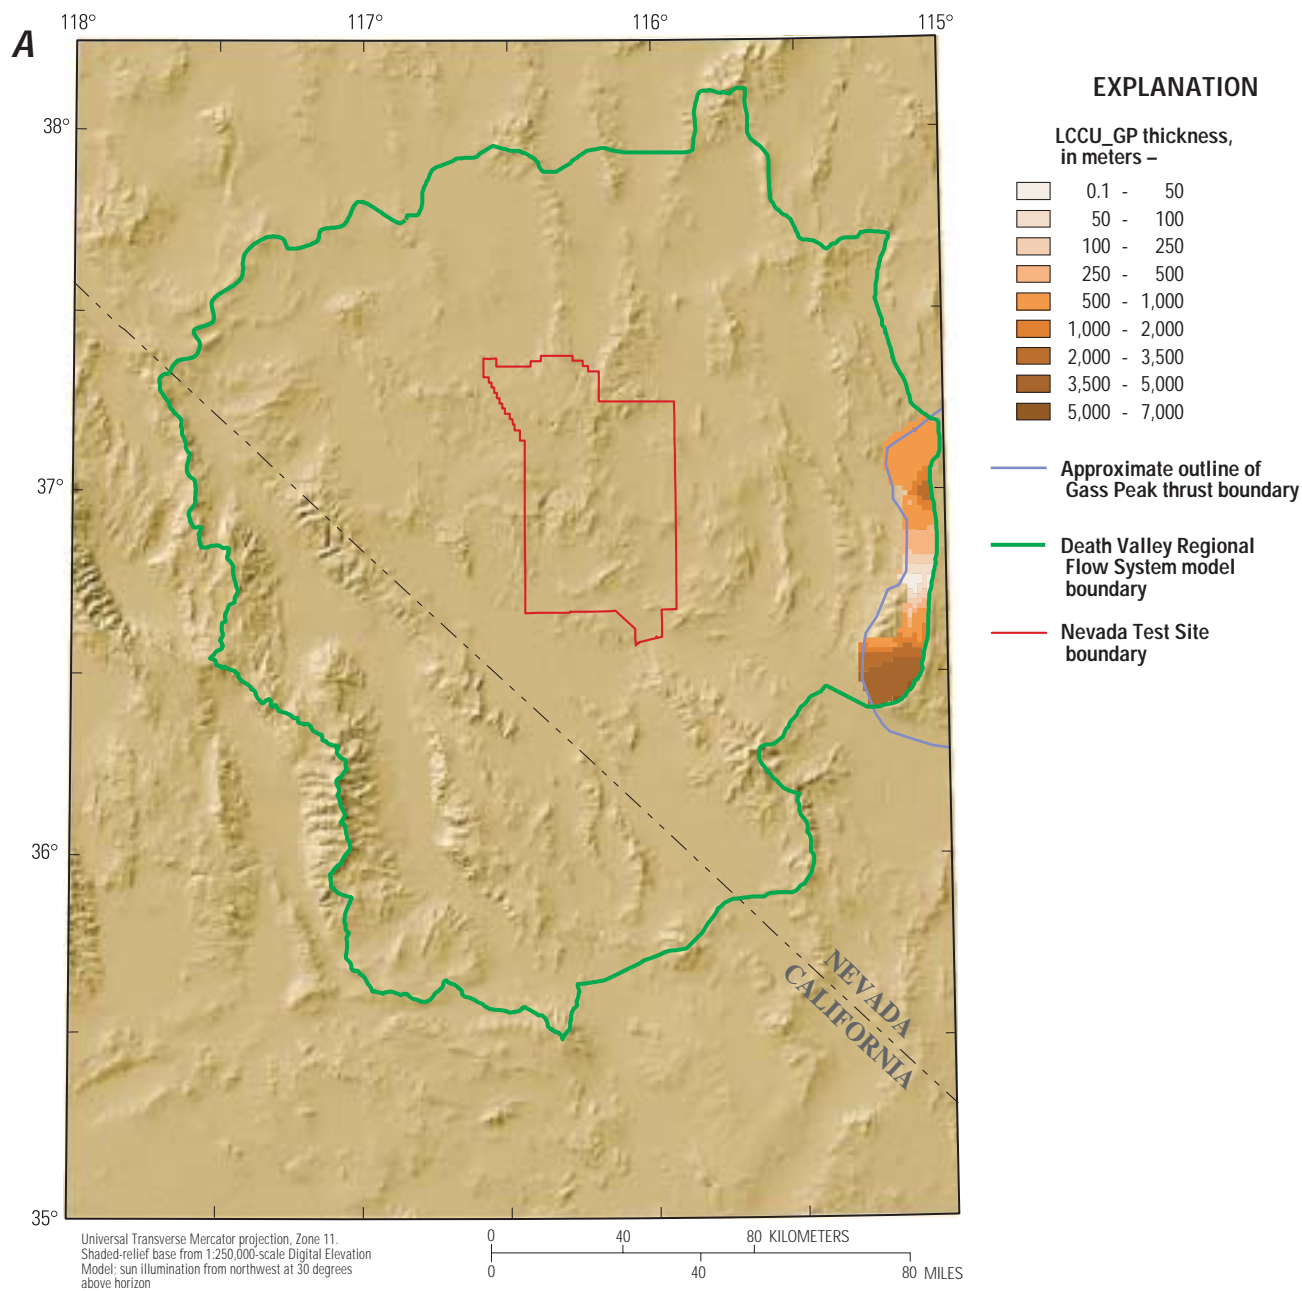 A
118° 117° 116° 115°
38°
37°
36°
35°
EXPLANATION
LCCU_GP thickness,
in meters –
0.1 - 50
50 - 100
100 - 250
250 - 500
500 - 1,000
1,000 - 2,000
2,000 - 3,500
3,500 - 5,000
5,000 - 7,000
Approximate outline of
Gass Peak thrust boundary
Death Valley Regional
Flow System model
boundary
Nevada Test Site
boundary
NEVADA
CALIFORNIA
Universal Transverse Mercator projection, Zone 11.
Shaded-relief base from 1:250,000-scale Digital Elevation
Model; sun illumination from northwest at 30 degrees
above horizon
0 40 80 KILOMETERS
0 40 80 MILES